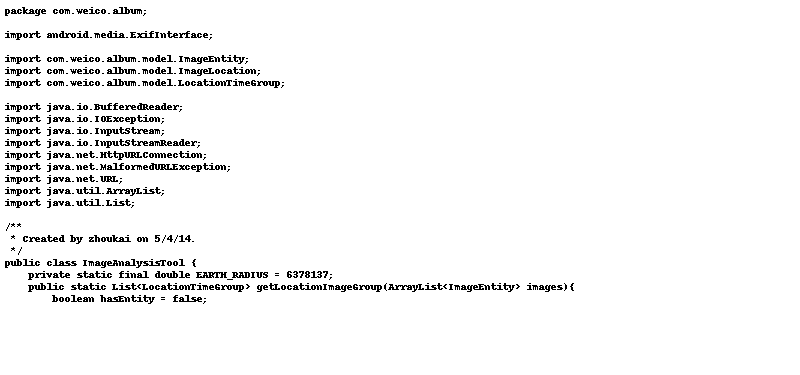 package com.weico.album;

import android.media.ExifInterface;

import com.weico.album.model.ImageEntity;
import com.weico.album.model.ImageLocation;
import com.weico.album.model.LocationTimeGroup;

import java.io.BufferedReader;
import java.io.IOException;
import java.io.InputStream;
import java.io.InputStreamReader;
import java.net.HttpURLConnection;
import java.net.MalformedURLException;
import java.net.URL;
import java.util.ArrayList;
import java.util.List;

/**
 * Created by zhoukai on 5/4/14.
 */
public class ImageAnalysisTool {
    private static final double EARTH_RADIUS = 6378137;
    public static List<LocationTimeGroup> getLocationImageGroup(ArrayList<ImageEntity> images){
        boolean hasEntity = false;